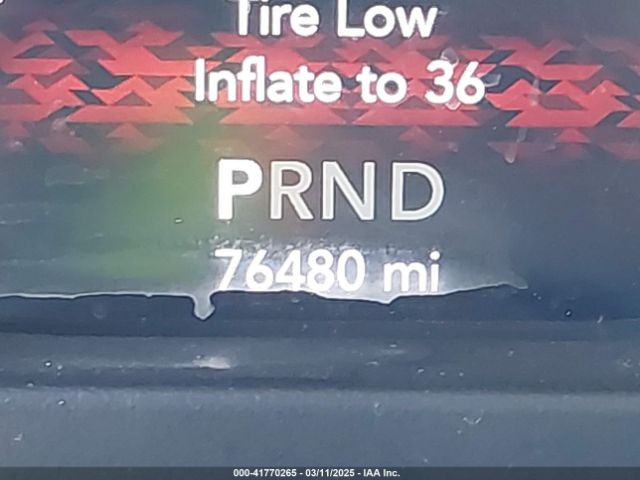 Tire Low
Inflate to 36
PRND
76480 mi
000-41770265 - 03/11/2025 - IAA Inc.